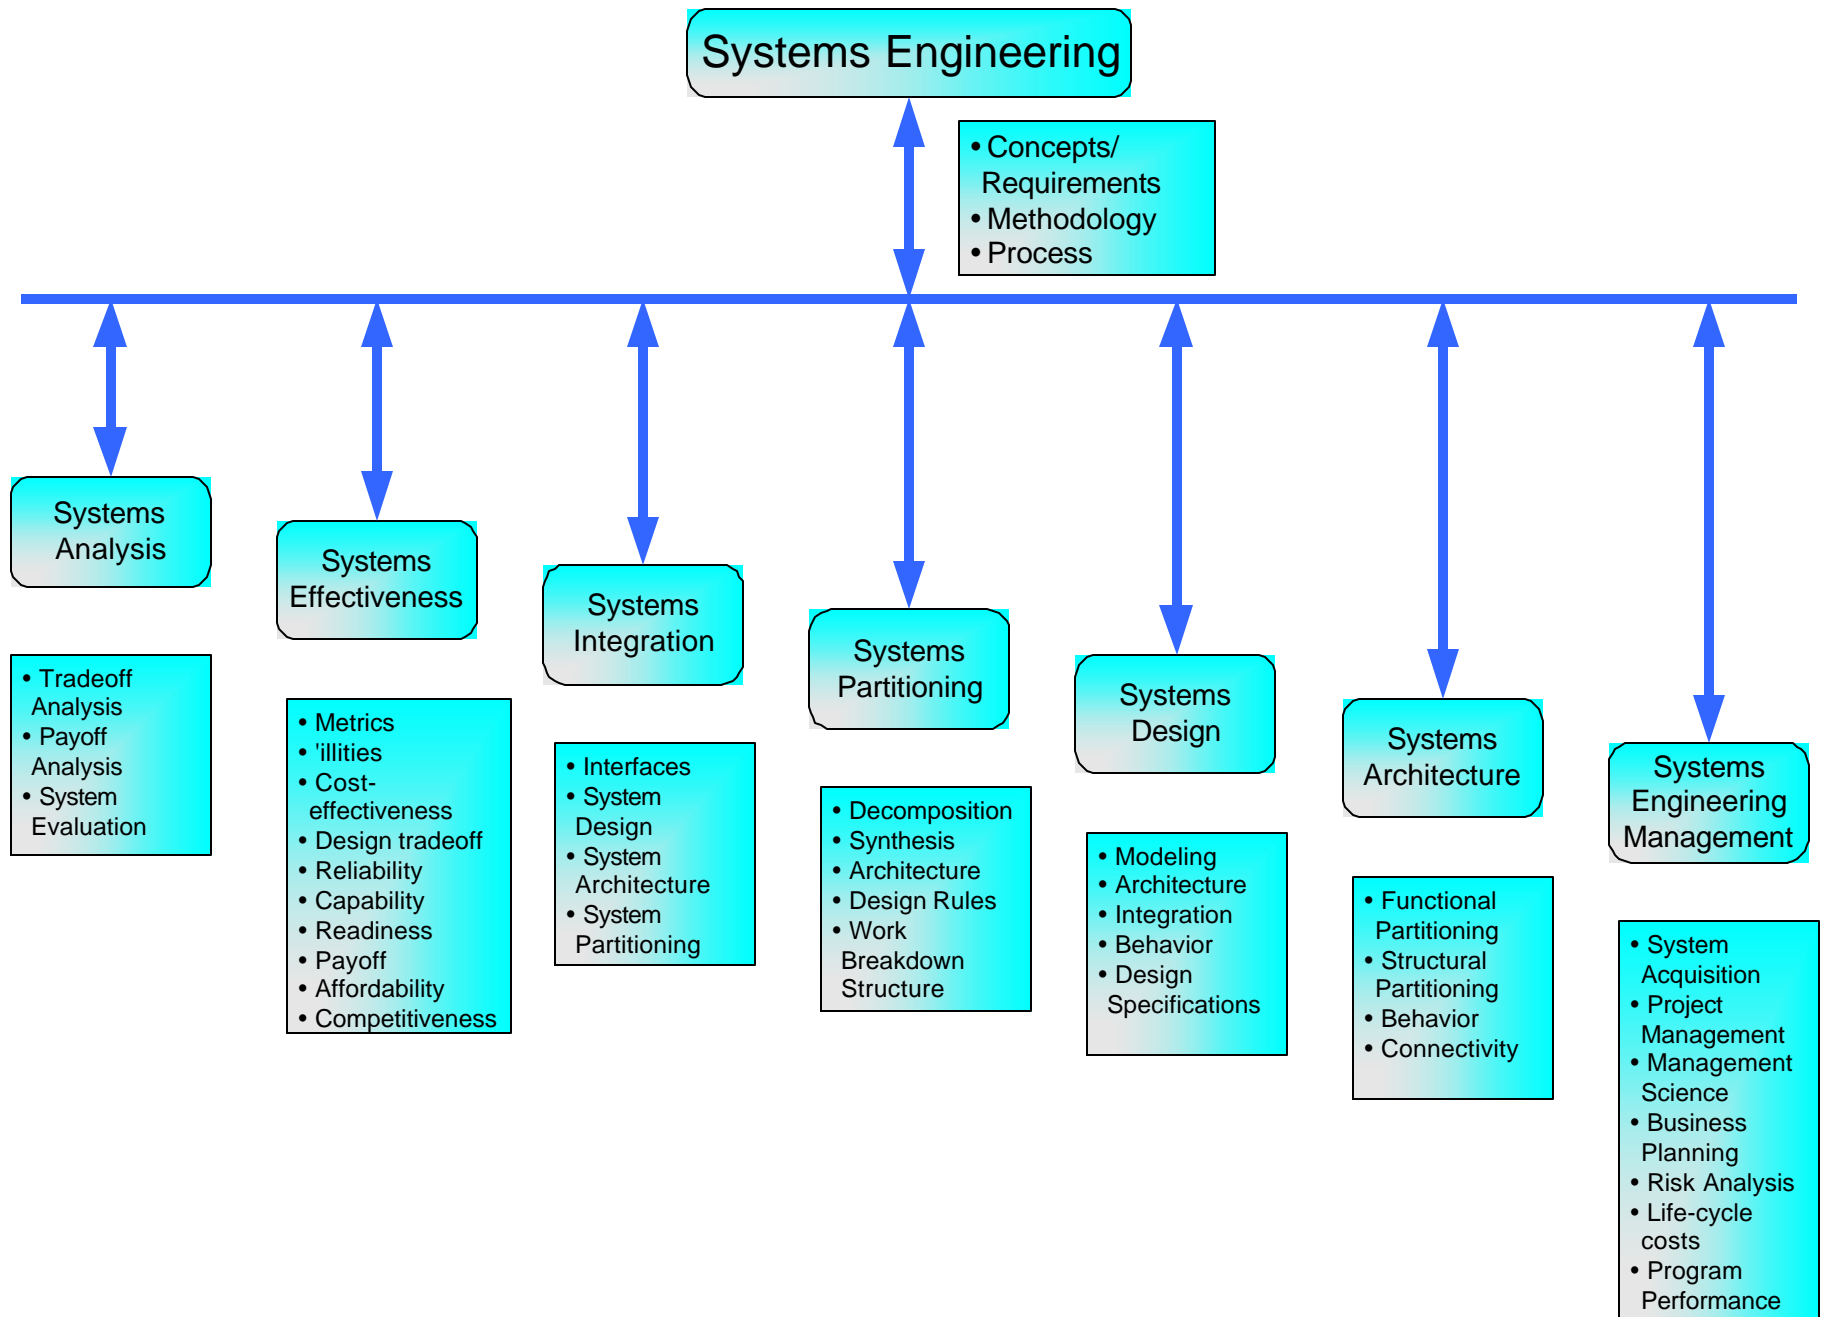 Systems Engineering
• Concepts/
Requirements
• Methodology
• Process
Systems
Analysis
• Tradeoff
Analysis
• Payoff
Analysis
• System
Evaluation
Systems
Effectiveness
• Metrics
• 'illities
• Cost-
effectiveness
• Design tradeoff
• Reliability
• Capability
• Readiness
• Payoff
• Affordability
• Competitiveness
Systems
Integration
• Interfaces
• System
Design
• System
Architecture
• System
Partitioning
Systems
Partitioning
• Decomposition
• Synthesis
• Architecture
• Design Rules
• Work
Breakdown
Structure
Systems
Design
• Modeling
• Architecture
• Integration
• Behavior
• Design
Specifications
Systems
Architecture
• Functional
Partitioning
• Structural
Partitioning
• Behavior
• Connectivity
Systems
Engineering
Management
• System
Acquisition
• Project
Management
• Management
Science
• Business
Planning
• Risk Analysis
• Life-cycle
costs
• Program
Performance